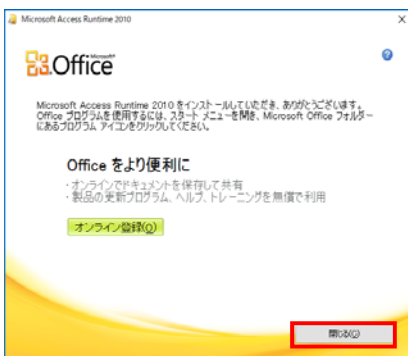 Microsoft Access Runtime 2010
Microsoft®
Office
Microsoft Access Runtime 2010 をインストールしていただき、ありがとうございます。
Office プログラムを使用するには、スタート メニューを開き、Microsoft Office フォルダー
にあるプログラム アイコンをクリックしてください。
Office をより便利に
・オンラインでドキュメントを保存して共有
・製品の更新プログラム、ヘルプ、トレーニングを無償で利用
オンライン登録(O)
閉じる(C)